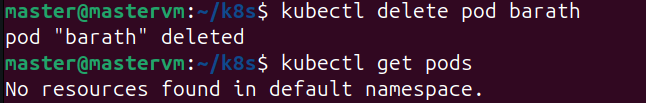 master@mastervm:~/k8s$ kubectl delete pod barath
pod "barath" deleted
master@mastervm:~/k8s$ kubectl get pods
No resources found in default namespace.